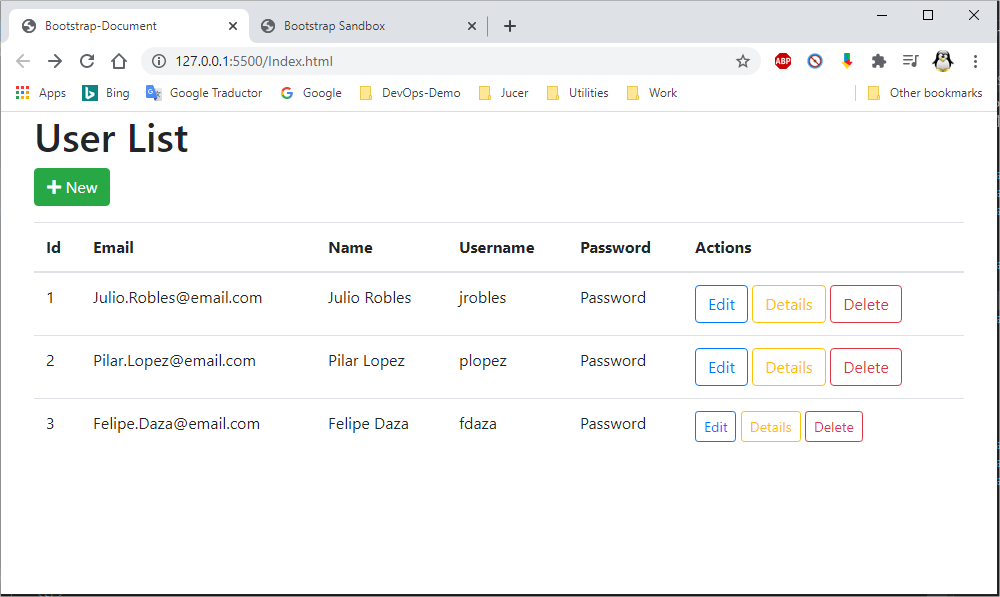 Bootstrap-Document Bootstrap Sandbox
127.0.0.1:5500/Index.html ABP
Apps Bing Google Traductor Google DevOps-Demo Jucer Utilities Work Other bookmarks
User List
New
Id Email Name Username Password Actions
1 Julio.Robles@email.com Julio Robles jrobles Password Edit Details Delete
2 Pilar.Lopez@email.com Pilar Lopez plopez Password Edit Details Delete
3 Felipe.Daza@email.com Felipe Daza fdaza Password Edit Details Delete